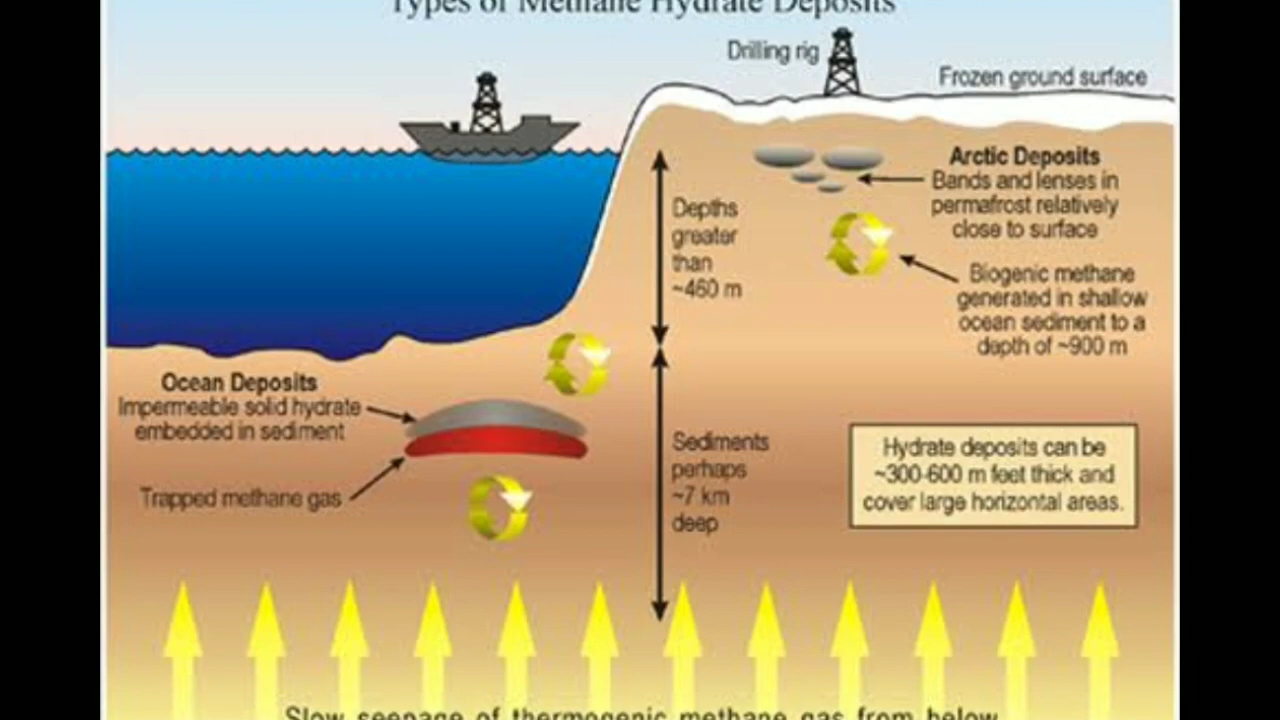 Types of Methane Hydrate Deposits
Drilling rig
Frozen ground surface
Arctic Deposits
Bands and lenses in
permafrost relatively
close to surface
Depths
greater
than
~460 m
Biogenic methane
generated in shallow
ocean sediment to a
depth of ~900 m
Ocean Deposits
Impermeable solid hydrate
embedded in sediment
Trapped methane gas
Sediments
perhaps
~7 km
deep
Hydrate deposits can be
~300-600 m feet thick and
cover large horizontal areas.
Slow seepage of thermogenic methane gas from below